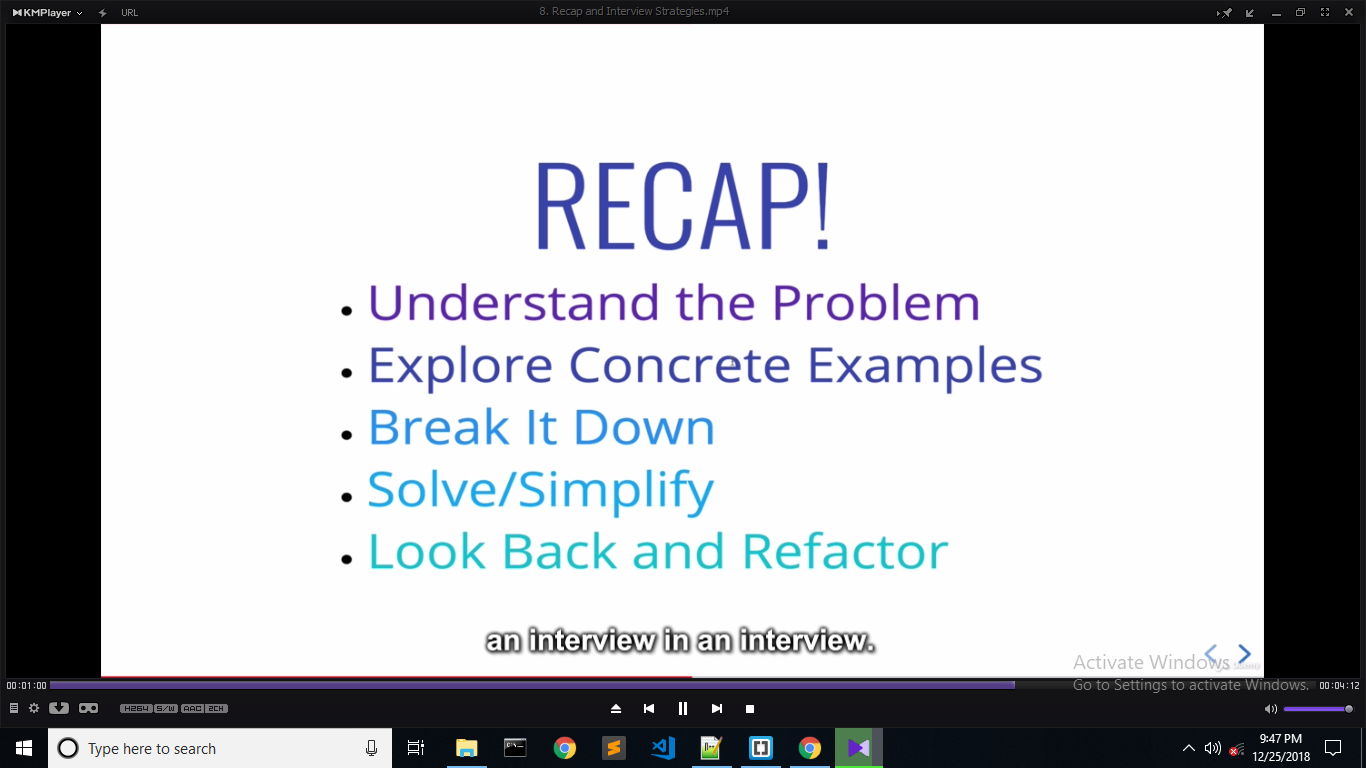 KMPlayer
URL
8. Recap and Interview Strategies.mp4
RECAP!
• Understand the Problem
• Explore Concrete Examples
• Break It Down
• Solve/Simplify
• Look Back and Refactor
an interview in an interview.
Activate Windows
Go to Settings to activate Windows.
00:01:00
00:04:12
H264 S/W AAC 2CH
Type here to search
9:47 PM
12/25/2018